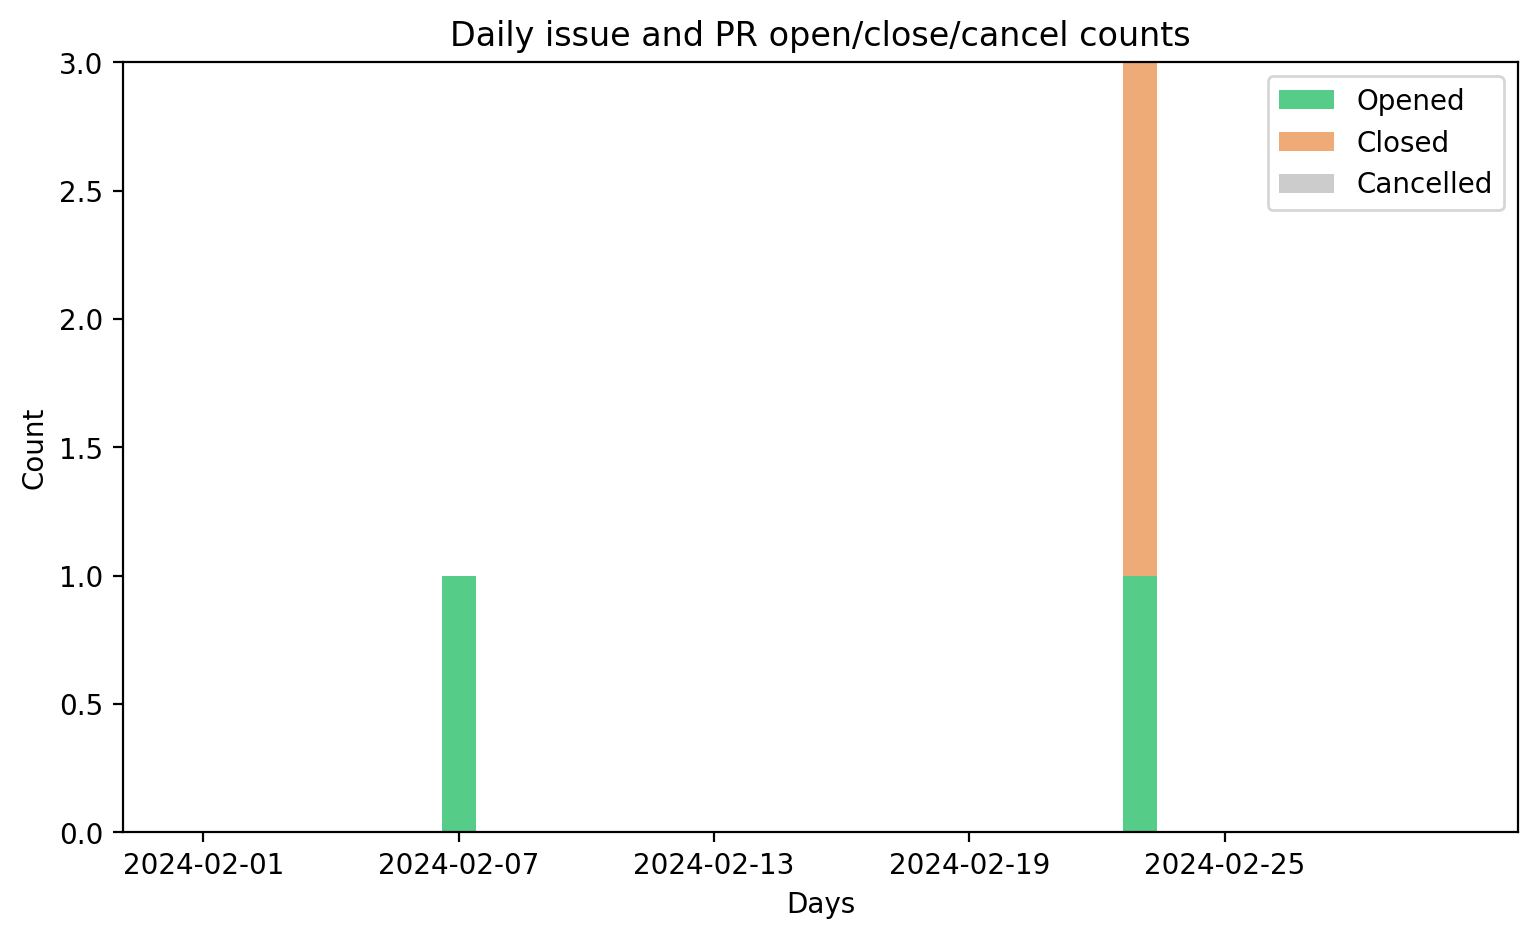 Daily issue and PR open/close/cancel counts
3.0
2.5
2.0
1.5
1.0
0.5
0.0
Count
Opened
Closed
Cancelled
2024-02-01 2024-02-07 2024-02-13 2024-02-19 2024-02-25
Days